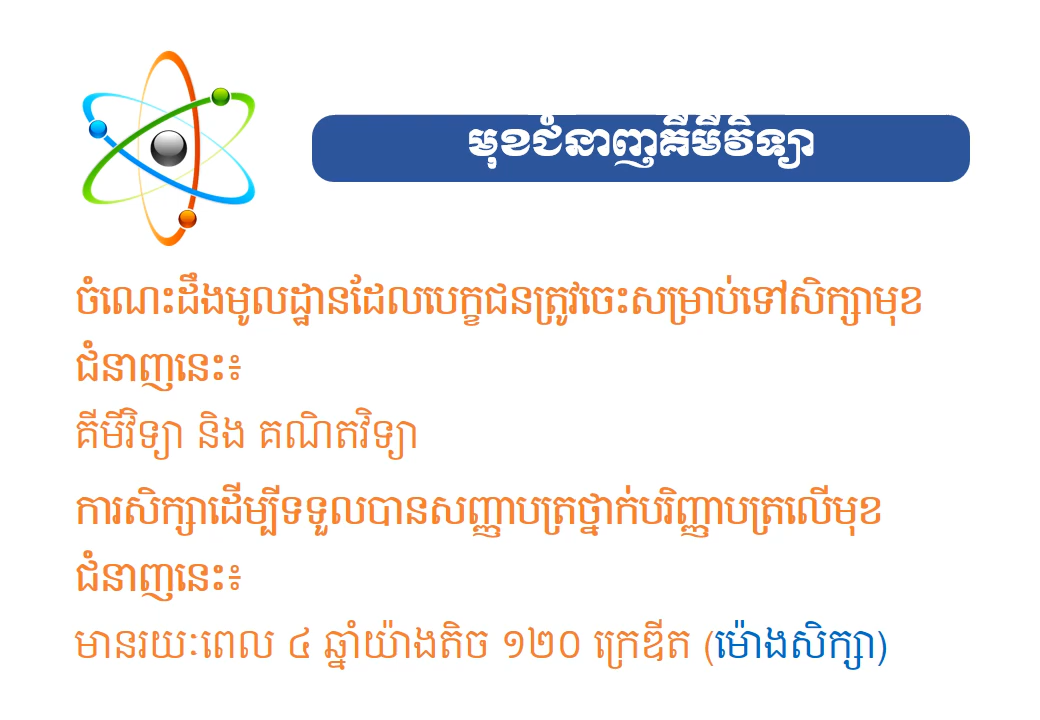 មុខជំនាញគីមីវិទ្យា
ចំណេះដឹងមូលដ្ឋានដែលបេក្ខជនត្រូវចេះសម្រាប់ទៅសិក្សាមុខ
ជំនាញនេះ៖
គីមីវិទ្យា និង គណិតវិទ្យា
ការសិក្សាដើម្បីទទួលបានសញ្ញាបត្រថ្នាក់បរិញ្ញាបត្រលើមុខ
ជំនាញនេះ៖
មានរយៈពេល ៤ ឆ្នាំយ៉ាងតិច ១២០ ក្រេឌីត (ម៉ោងសិក្សា)